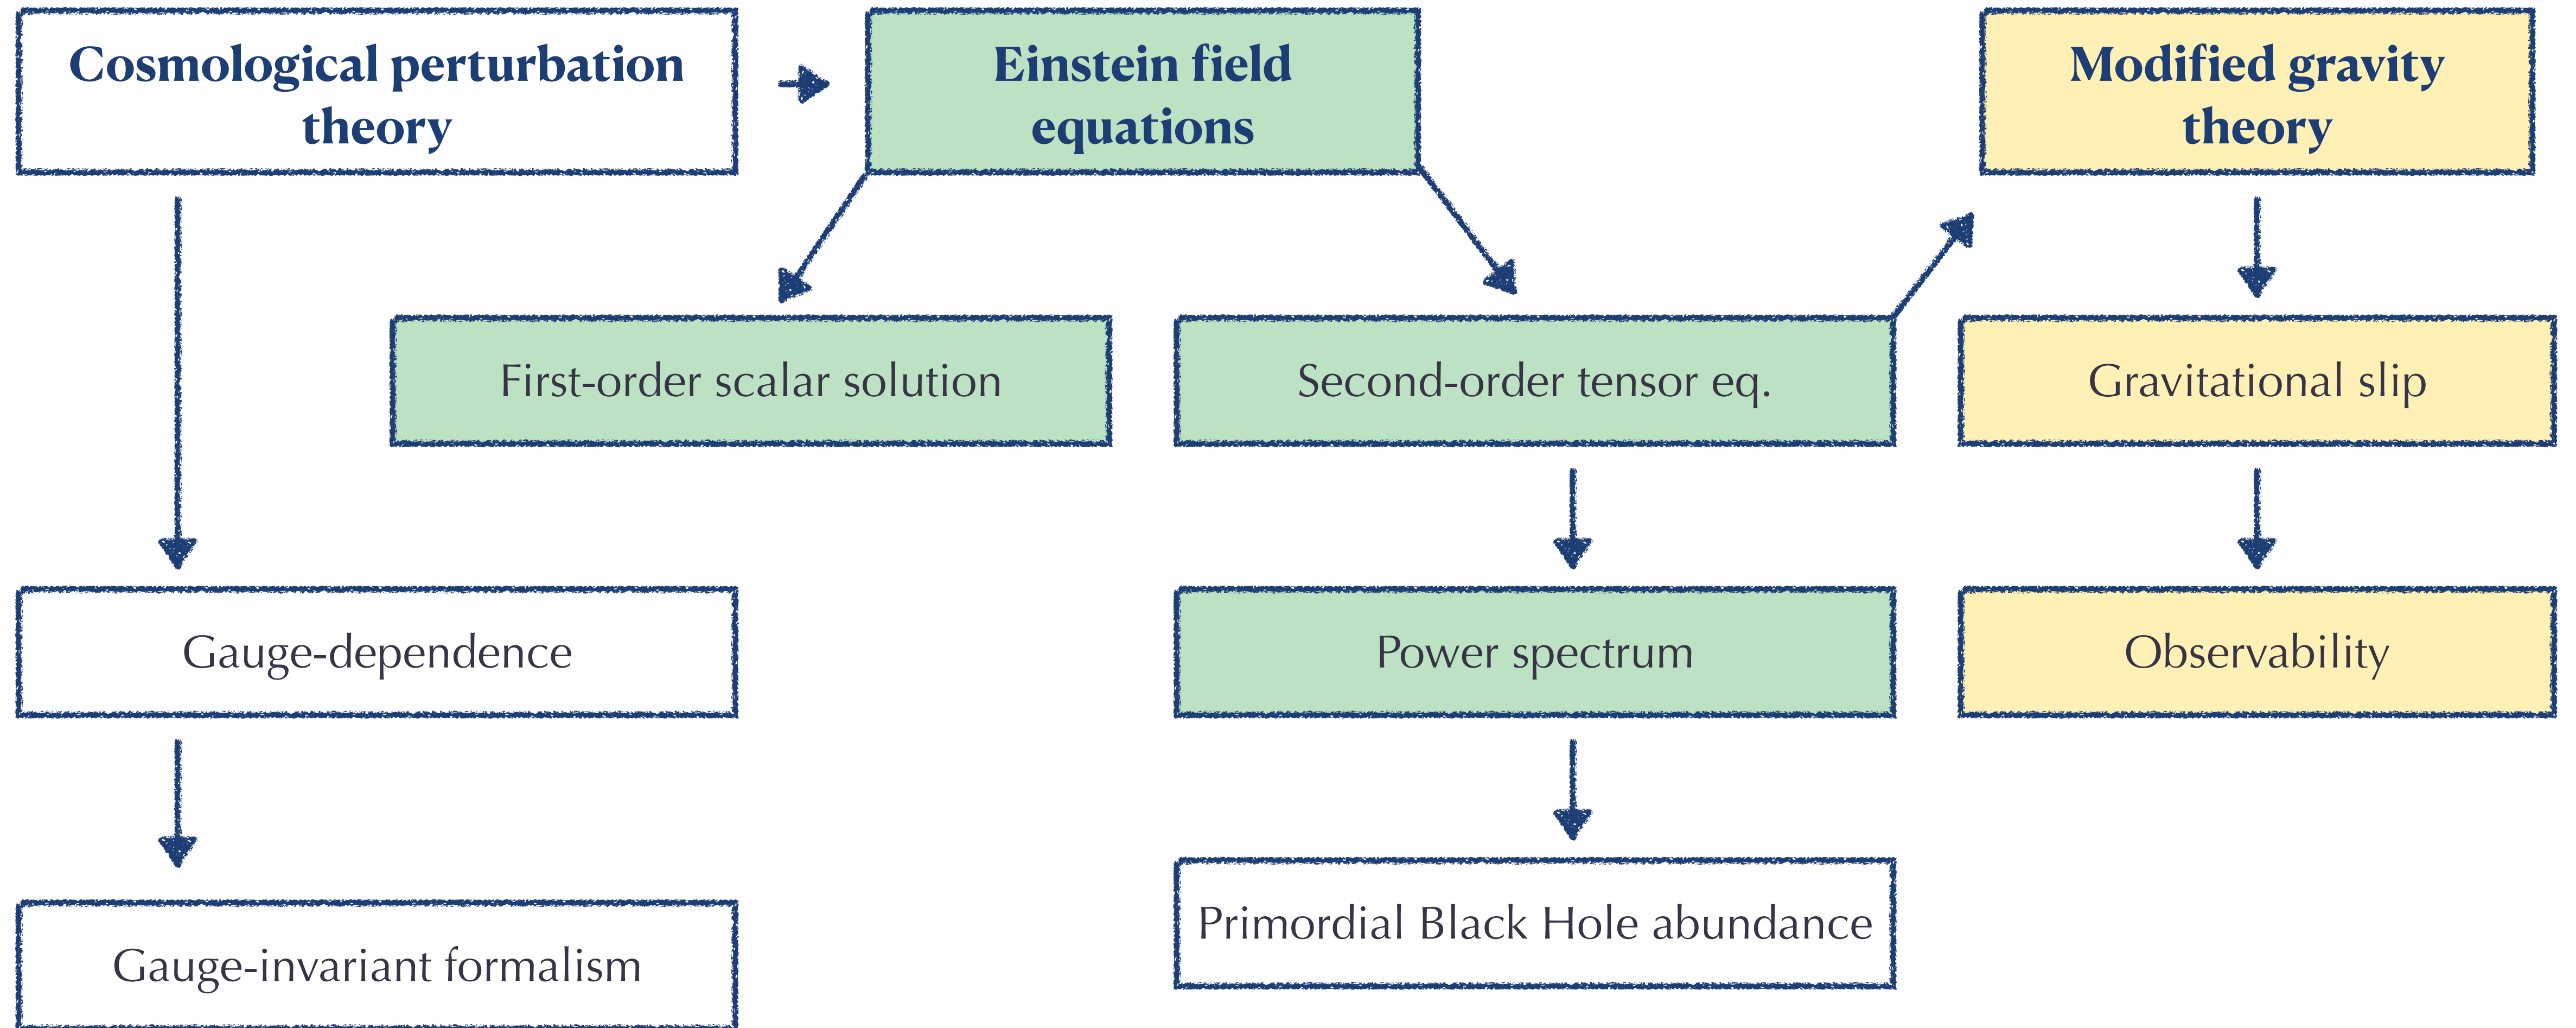 Cosmological perturbation
theory
Einstein field
equations
Modified gravity
theory
First-order scalar solution
Second-order tensor eq.
Gravitational slip
Gauge-dependence
Power spectrum
Observability
Primordial Black Hole abundance
Gauge-invariant formalism